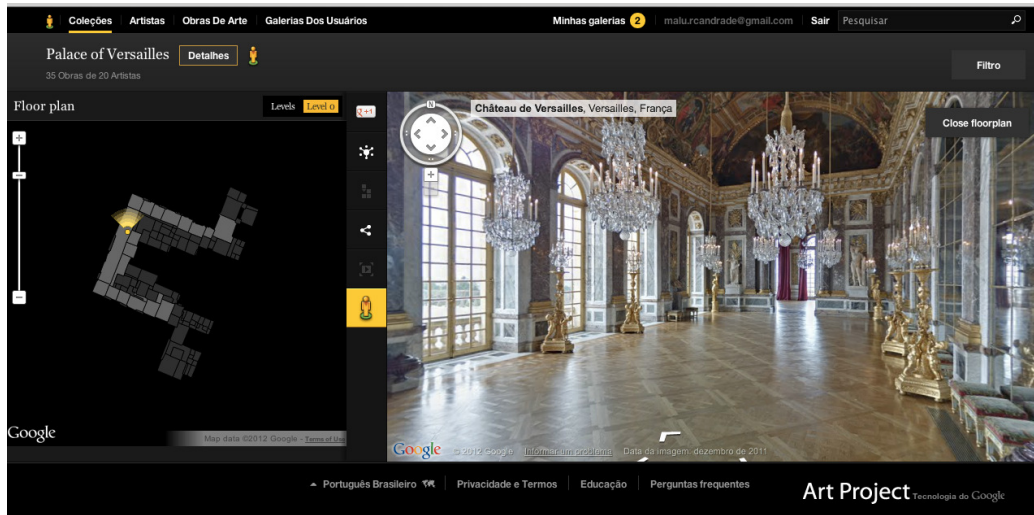 Coleções Artistas Obras De Arte Galerias Dos Usuários Minhas galerias 2 malu.rcandrade@gmail.com Sair Pesquisar
Palace of Versailles Detalhes
35 Obras de 20 Artistas
Filtro
Floor plan Levels Level 0
+1
N
Château de Versailles, Versailles, França
Close floorplan
Google
Map data ©2012 Google - Terms of Use
Google © 2012 Google Informar um problema Data da imagem: dezembro de 2011
Português Brasileiro Privacidade e Termos Educação Perguntas frequentes
Art Project Tecnologia do Google